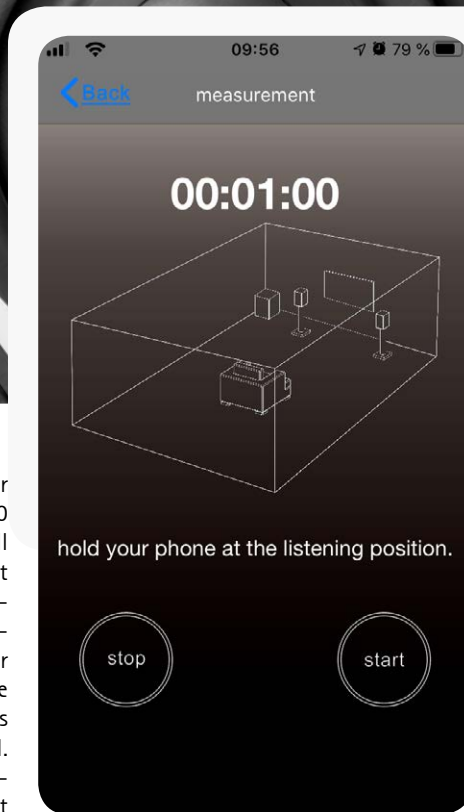 09:56 79 %
Back measurement
00:01:00
hold your phone at the listening position.
stop start